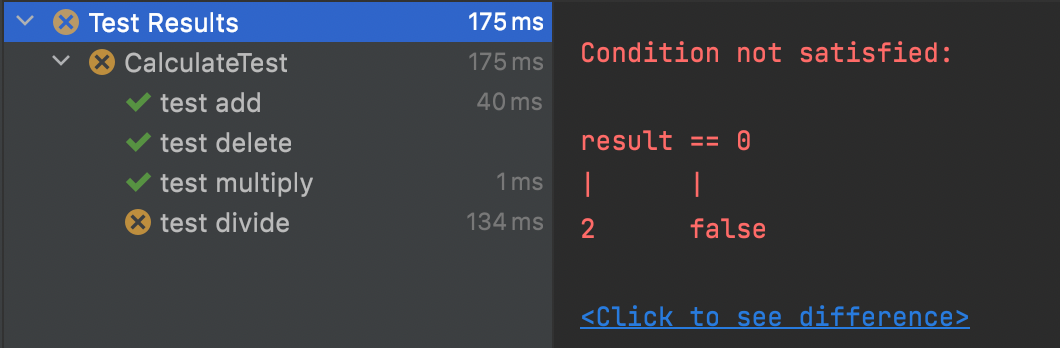 Test Results 175 ms
CalculateTest 175 ms
test add 40 ms
test delete
test multiply 1 ms
test divide 134 ms
Condition not satisfied:
result == 0
| |
2 false
<Click to see difference>